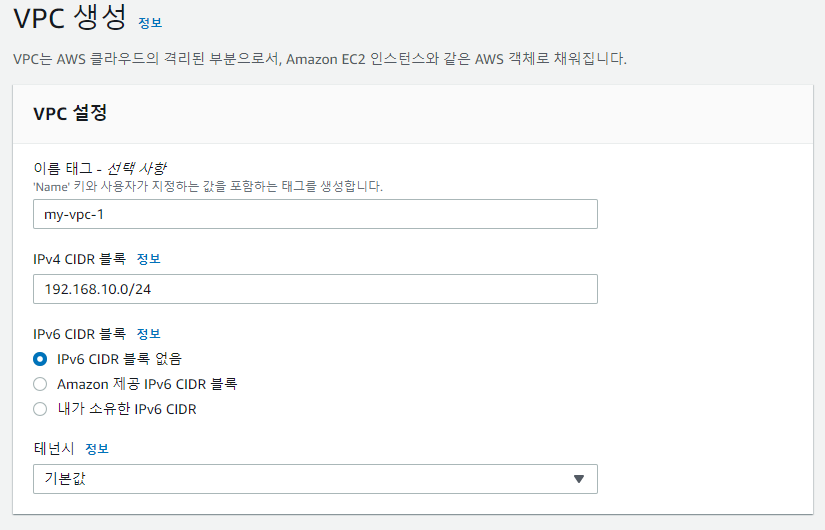 VPC 생성 정보
VPC는 AWS 클라우드의 격리된 부분으로서, Amazon EC2 인스턴스와 같은 AWS 객체로 채워집니다.
VPC 설정
이름 태그 - 선택 사항
'Name' 키와 사용자가 지정하는 값을 포함하는 태그를 생성합니다.
my-vpc-1
IPv4 CIDR 블록 정보
192.168.10.0/24
IPv6 CIDR 블록 정보
IPv6 CIDR 블록 없음
Amazon 제공 IPv6 CIDR 블록
내가 소유한 IPv6 CIDR
테넌시 정보
기본값